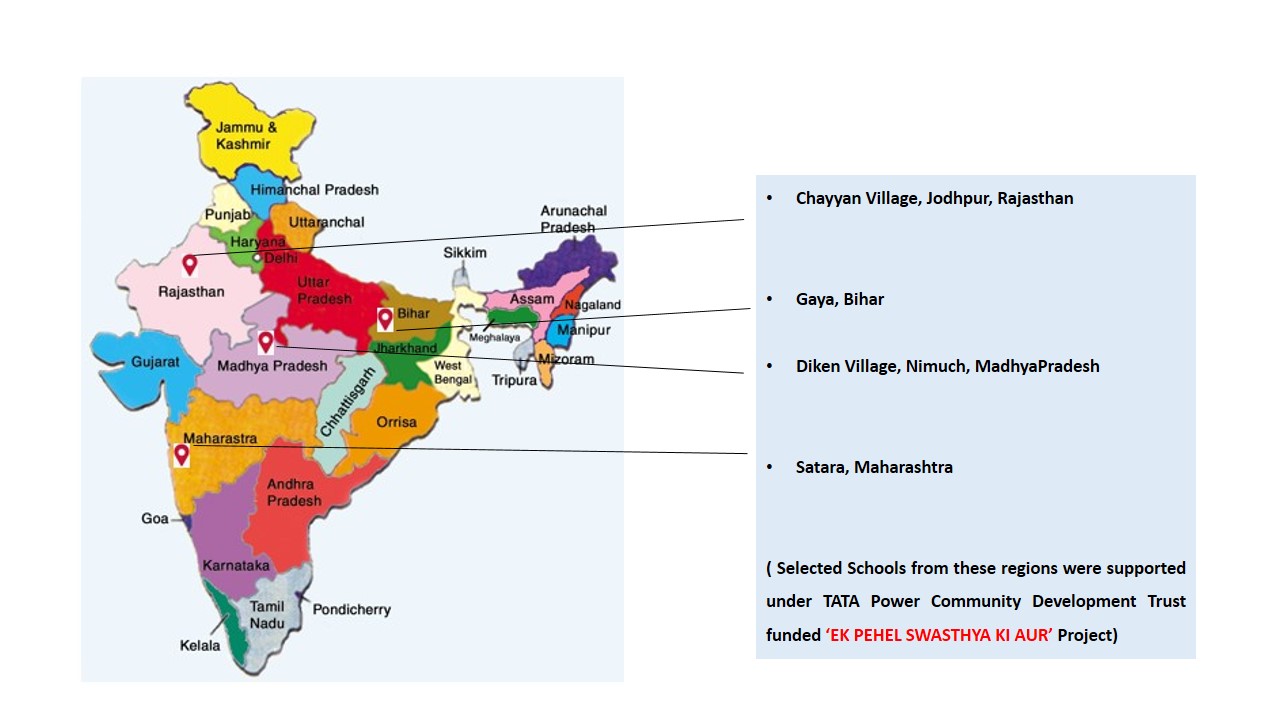 Jammu &
Kashmir
Himanchal Pradesh
Punjab
Uttaranchal
Haryana
Delhi
Arunachal
Pradesh
Sikkim
Rajasthan
Uttar
Pradesh
Bihar
Assam
Nagaland
Meghalaya
Manipur
Gujarat
Madhya Pradesh
Jharkhand
West
Bengal
Mizoram
Tripura
Chhattisgarh
Orrisa
Maharastra
Andhra
Pradesh
Goa
Karnataka
Tamil
Nadu
Pondicherry
Kelala
• Chayyan Village, Jodhpur, Rajasthan
• Gaya, Bihar
• Diken Village, Nimuch, MadhyaPradesh
• Satara, Maharashtra
( Selected Schools from these regions were supported
under TATA Power Community Development Trust
funded ‘EK PEHEL SWASTHYA KI AUR’ Project)